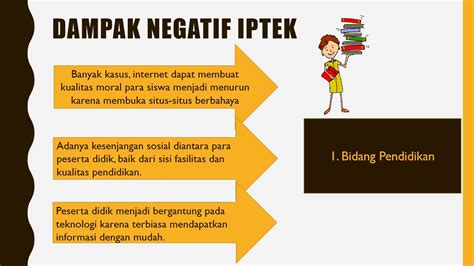 DAMPAK NEGATIF IPTEK
Banyak kasus, internet dapat membuat
kualitas moral para siswa menjadi menurun
karena membuka situs-situs berbahaya
Adanya kesenjangan sosial diantara para
peserta didik, baik dari sisi fasilitas dan
kualitas pendidikan.
Peserta didik menjadi bergantung pada
teknologi karena terbiasa mendapatkan
informasi dengan mudah.
1. Bidang Pendidikan